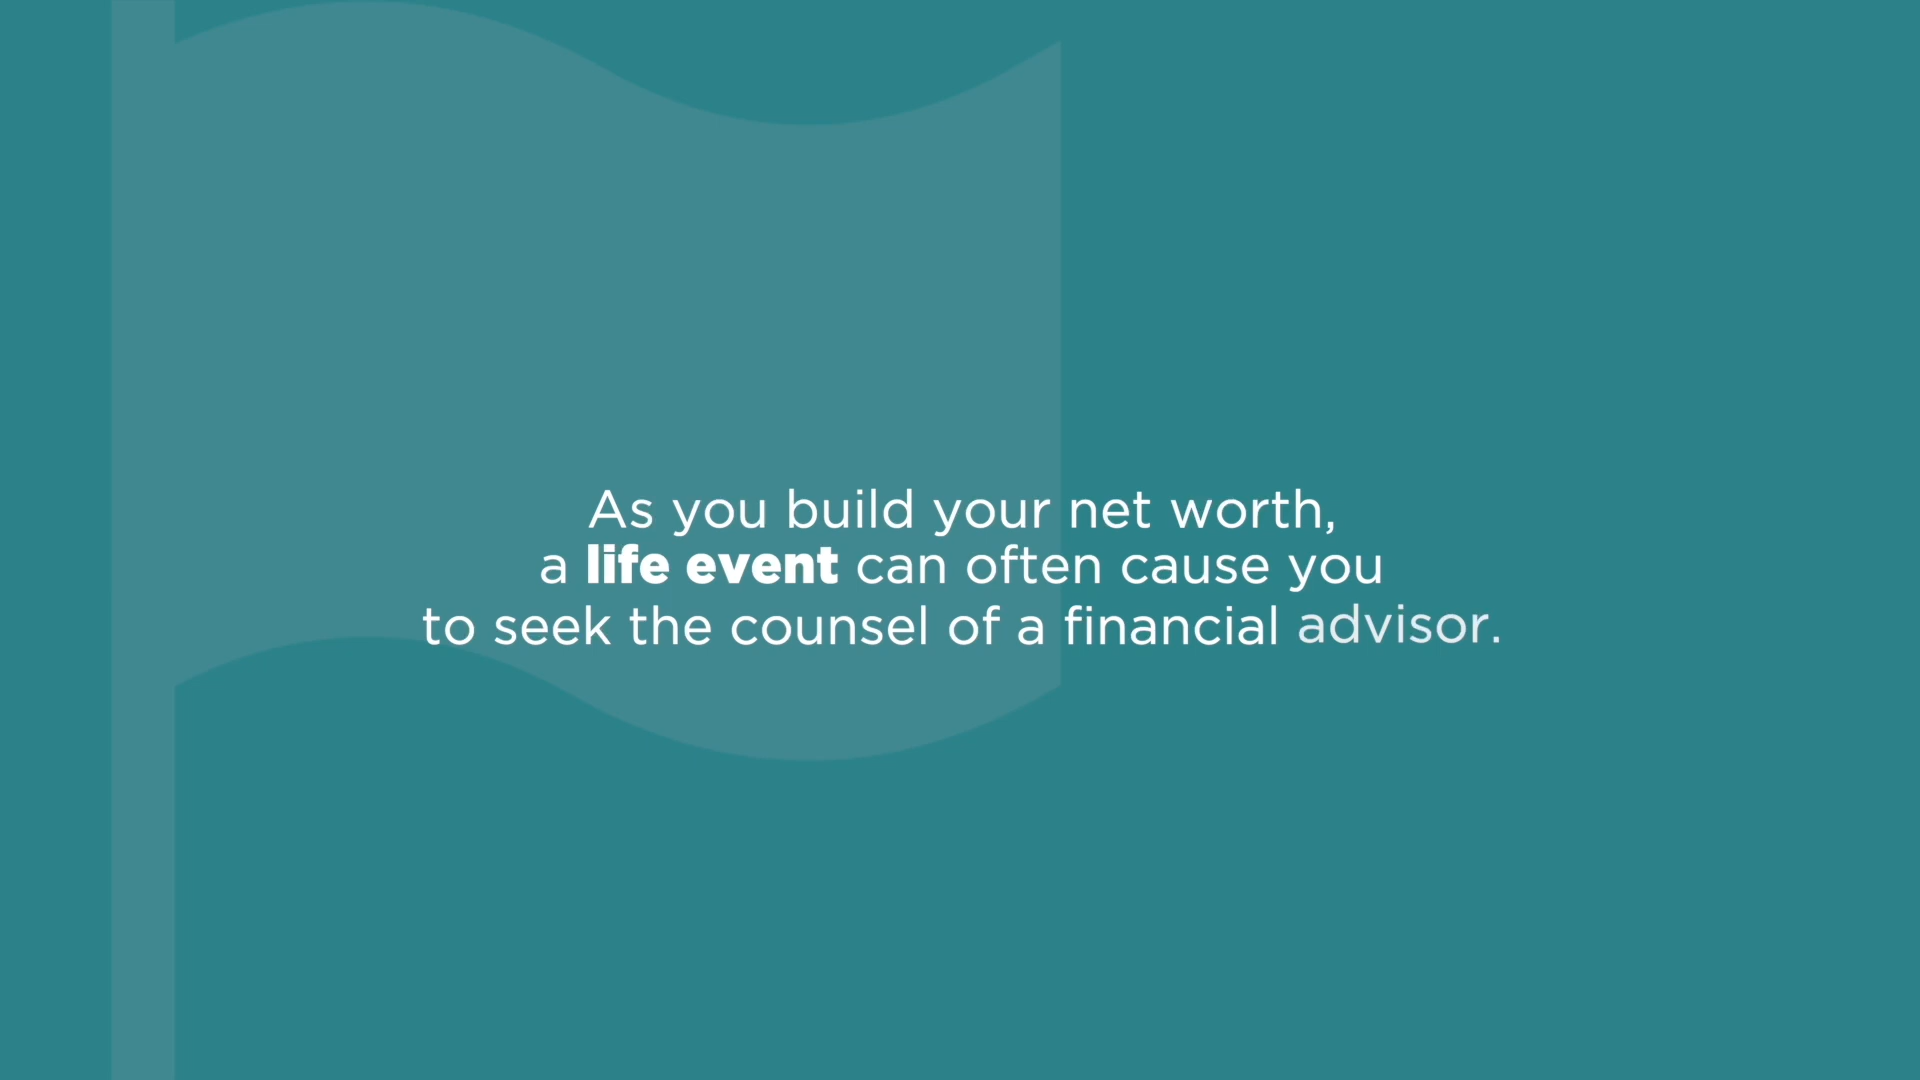 As you build your net worth,
a life event can often cause you
to seek the counsel of a financial advisor.